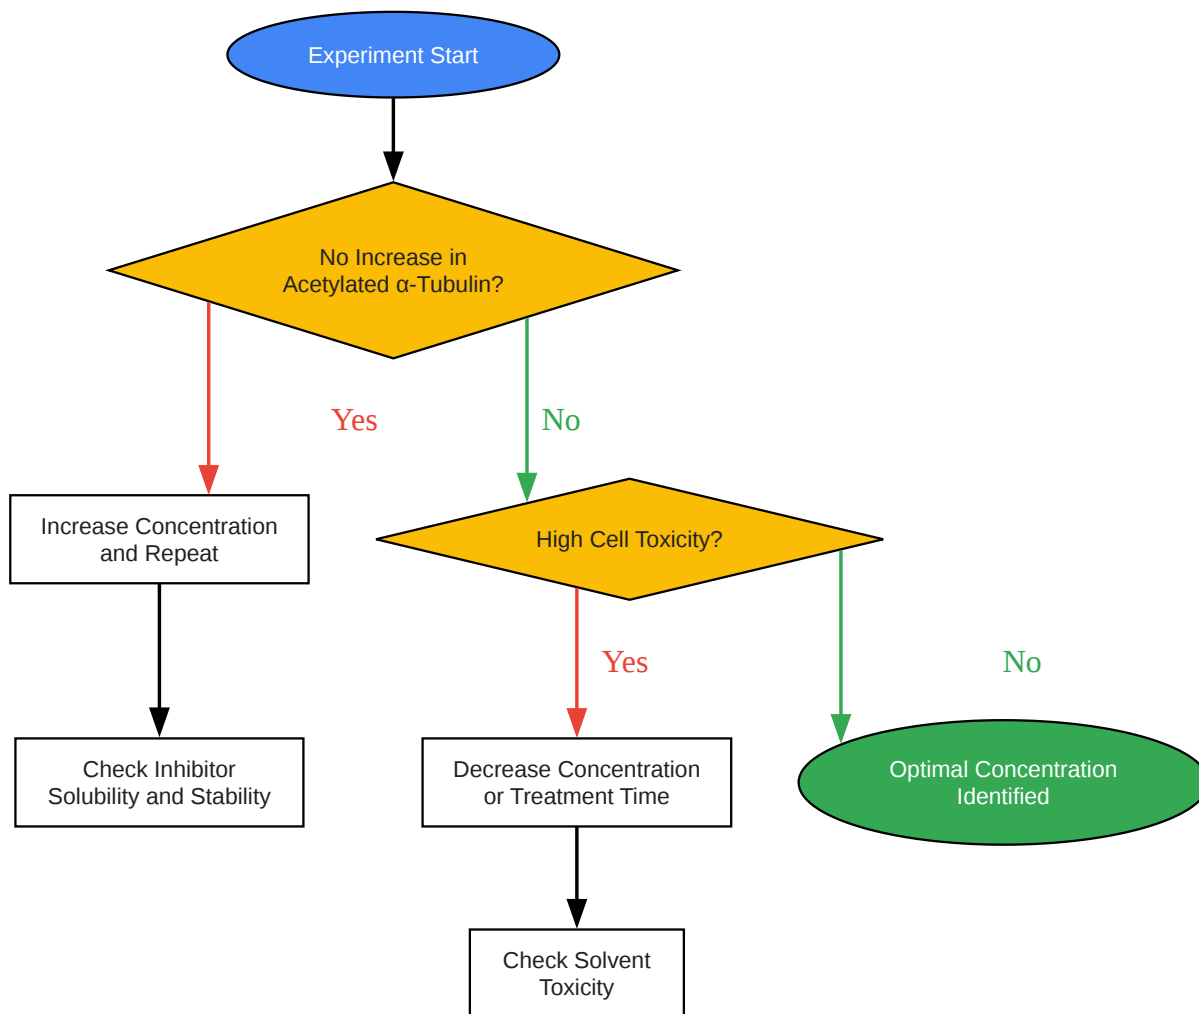 Experiment Start
No Increase in
Acetylated α-Tubulin?
Yes
No
Increase Concentration
and Repeat
High Cell Toxicity?
Yes
No
Check Inhibitor
Solubility and Stability
Decrease Concentration
or Treatment Time
Optimal Concentration
Identified
Check Solvent
Toxicity